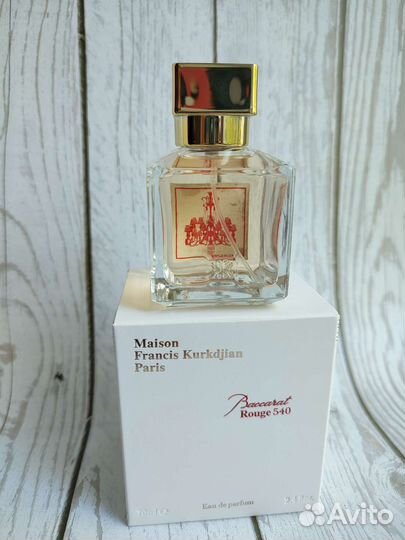 Maison
Francis Kurkdjian
Paris
Baccarat
Rouge 540
Eau de parfum
Avito